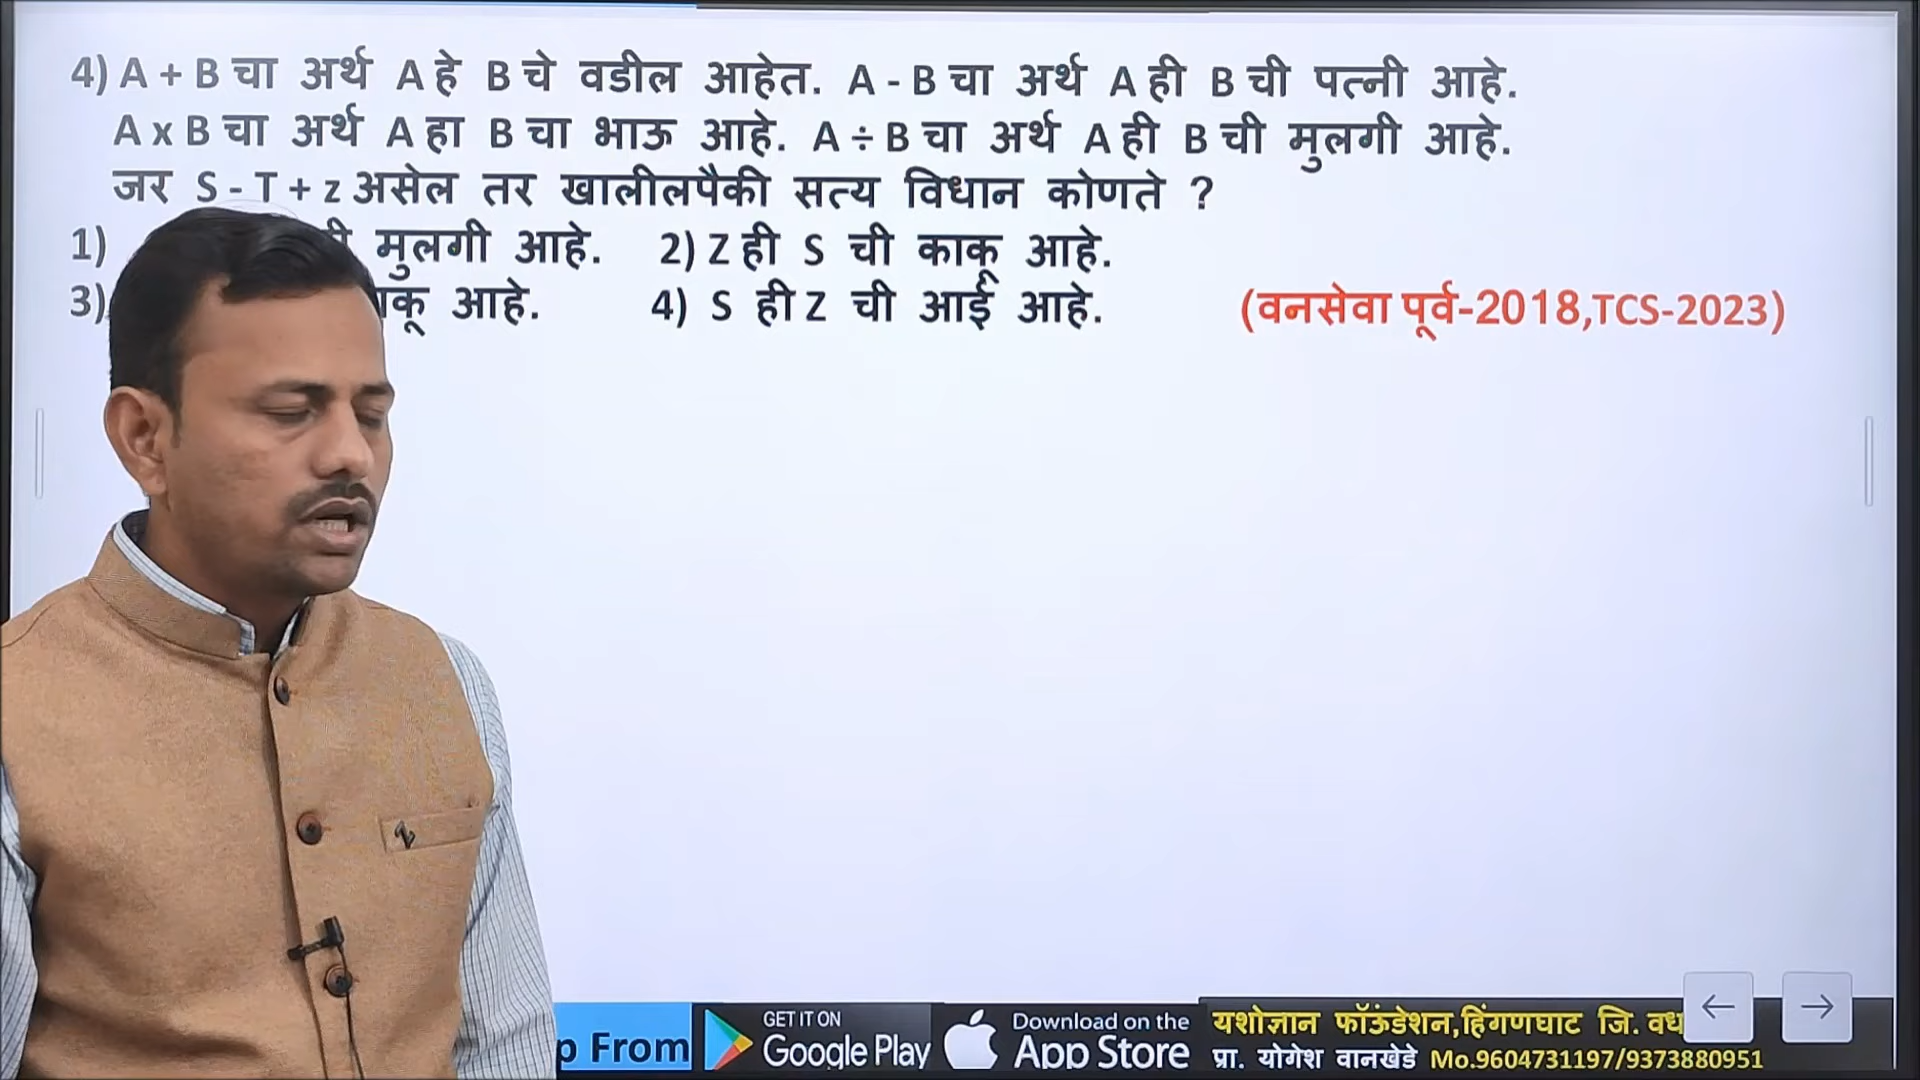 4) A + B चा अर्थ A हे B चे वडील आहेत. A - B चा अर्थ A ही B ची पत्नी आहे.
A x B चा अर्थ A हा B चा भाऊ आहे. A ÷ B चा अर्थ A ही B ची मुलगी आहे.
जर S - T + z असेल तर खालीलपैकी सत्य विधान कोणते ?
1) मुलगी आहे. 2) Z ही S ची काकू आहे.
3) आहे. 4) S ही Z ची आई आहे. (वनसेवा पूर्व-2018,TCS-2023)
From
GET IT ON
Google Play
Download on the
App Store
यशोज्ञान फॉऊंडेशन,हिंगणघाट जि.
प्रा. योगेश वानखेडे Mo.9604731197/9373880951